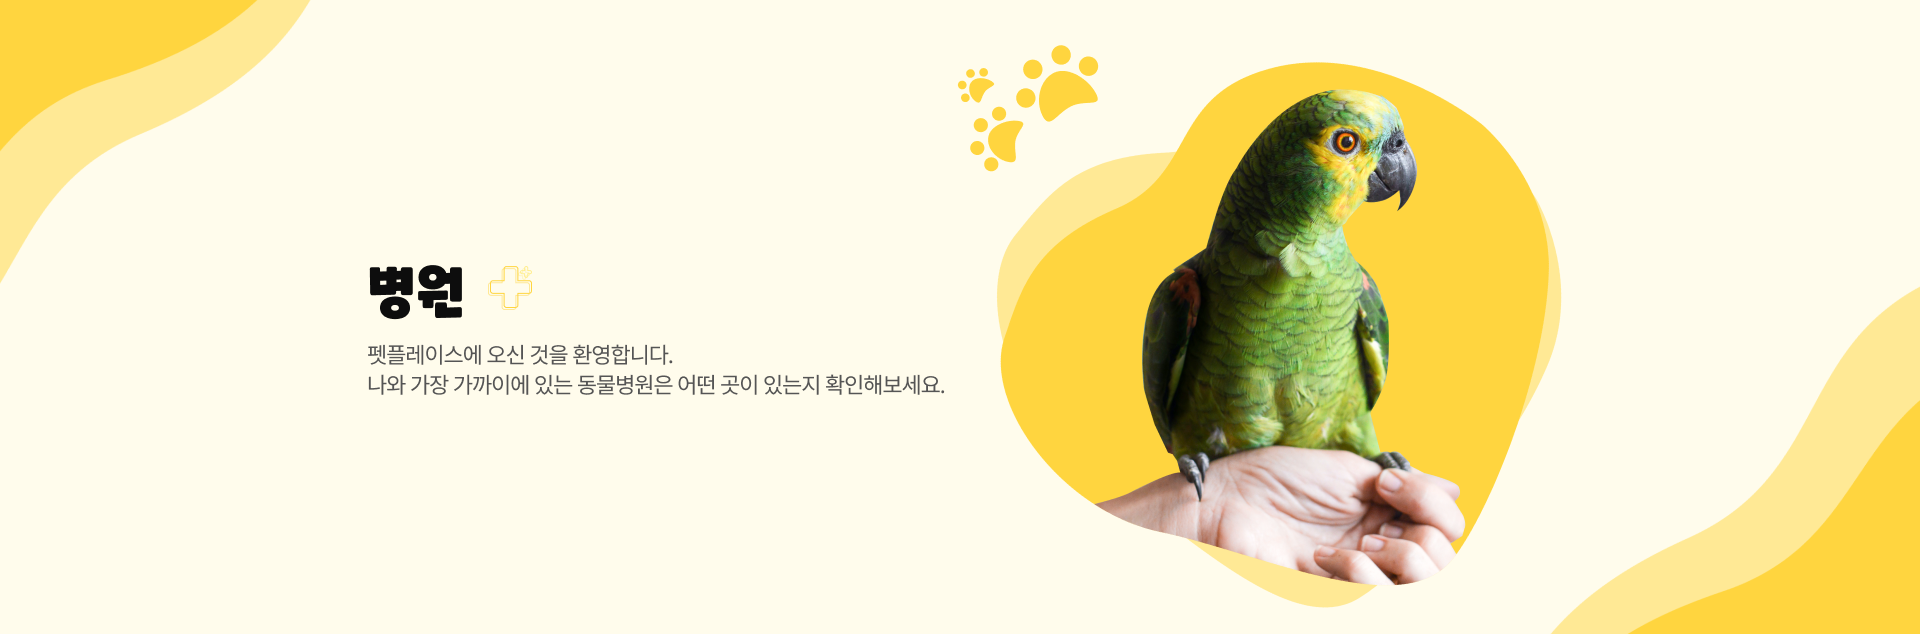 병원
펫플레이스에 오신 것을 환영합니다.
나와 가장 가까이에 있는 동물병원은 어떤 곳이 있는지 확인해보세요.